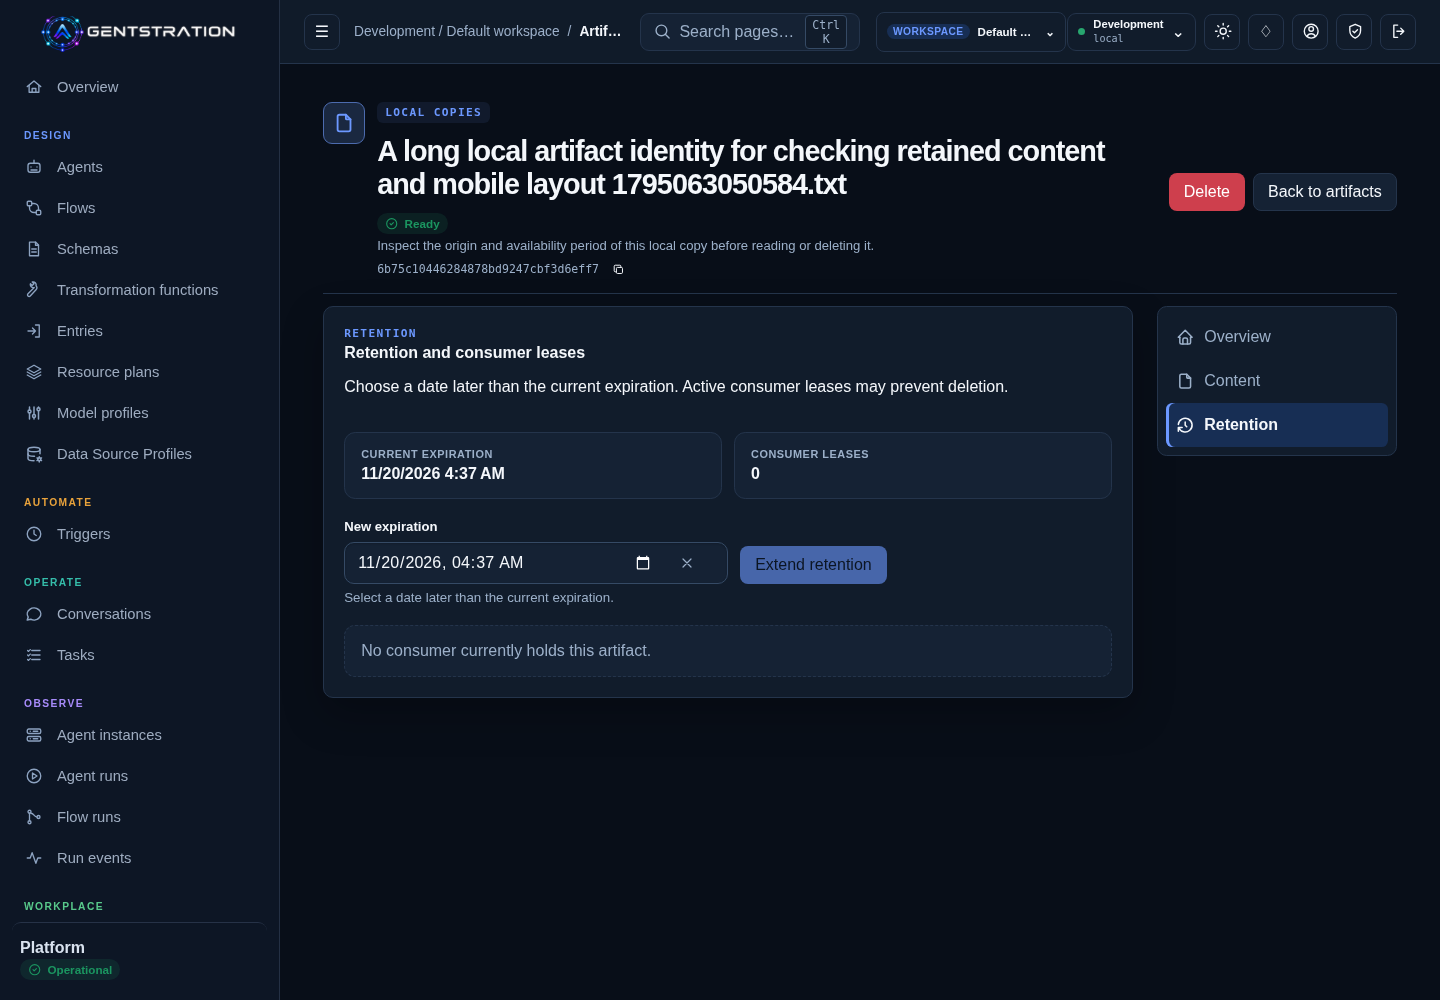 GENTSTRATION
Overview
DESIGN
Agents
Flows
Schemas
Transformation functions
Entries
Resource plans
Model profiles
Data Source Profiles
AUTOMATE
Triggers
OPERATE
Conversations
Tasks
OBSERVE
Agent instances
Agent runs
Flow runs
Run events
WORKPLACE
Platform
Operational
Development / Default workspace / Artif…
Search pages…
Ctrl
K
WORKSPACE Default …
Development
local
LOCAL COPIES
A long local artifact identity for checking retained content
and mobile layout 1795063050584.txt
Delete
Back to artifacts
Ready
Inspect the origin and availability period of this local copy before reading or deleting it.
6b75c10446284878bd9247cbf3d6eff7
RETENTION
Retention and consumer leases
Choose a date later than the current expiration. Active consumer leases may prevent deletion.
CURRENT EXPIRATION
11/20/2026 4:37 AM
CONSUMER LEASES
0
New expiration
11/20/2026, 04:37 AM
Extend retention
Select a date later than the current expiration.
No consumer currently holds this artifact.
Overview
Content
Retention